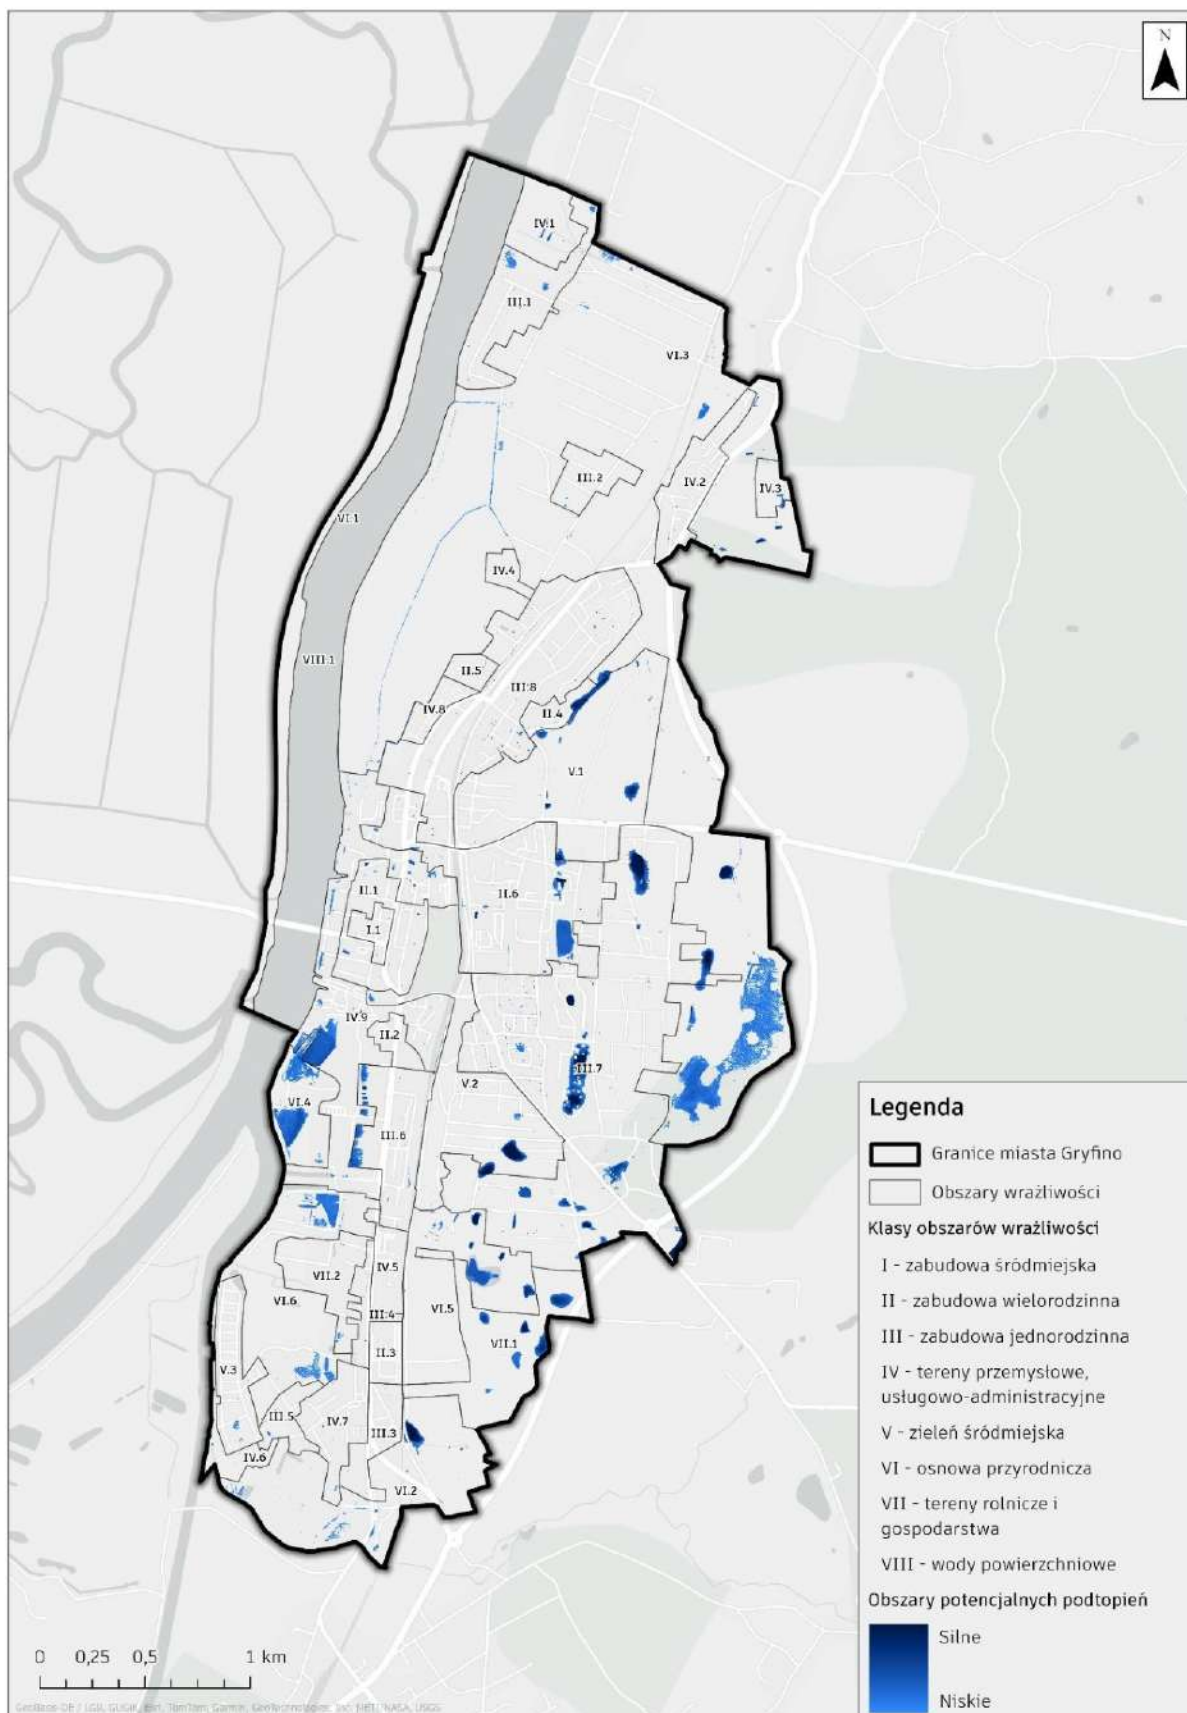 N
IV.1
III.1
VI.3
III.2
IV.2
IV.3
VI.1
IV.4
VIII.1
II.5
III.8
IV.8
II.4
V.1
II.1
II.6
I.1
IV.9
II.2
V.2
III.7
VI.4
III.6
VII.2
IV.5
VI.6
III.4
VI.5
VII.1
II.3
V.3
III.5
IV.7
III.3
IV.6
VI.2
Legenda
Granice miasta Gryfino
Obszary wrażliwości
Klasy obszarów wrażliwości
I - zabudowa śródmiejska
II - zabudowa wielorodzinna
III - zabudowa jednorodzinna
IV - tereny przemysłowe,
usługowo-administracyjne
V - zieleń śródmiejska
VI - osnowa przyrodnicza
VII - tereny rolnicze i
gospodarstwa
VIII - wody powierzchniowe
Obszary potencjalnych podtopień
Silne
Niskie
0 0,25 0,5 1 km